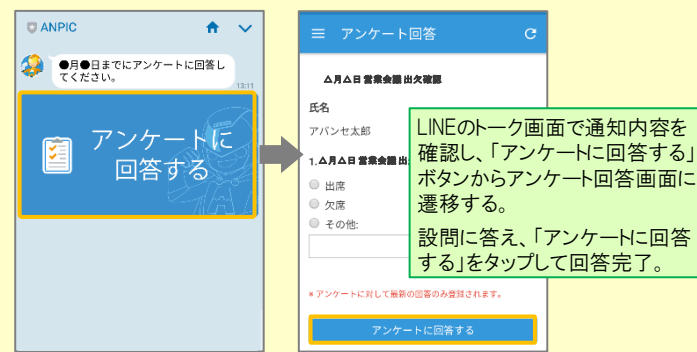 ANPIC
●月●日までにアンケートに回答し
てください。
13:11
アンケートに
回答する
アンケート回答
△月△日 営業会議 出欠確認
氏名
アバンセ太郎
1.△月△日 営業会議 出
出席
欠席
その他:
* アンケートに対して最新の回答のみ登録されます。
アンケートに回答する
LINEのトーク画面で通知内容を
確認し、「アンケートに回答する」
ボタンからアンケート回答画面に
遷移する。
設問に答え、「アンケートに回答
する」をタップして回答完了。